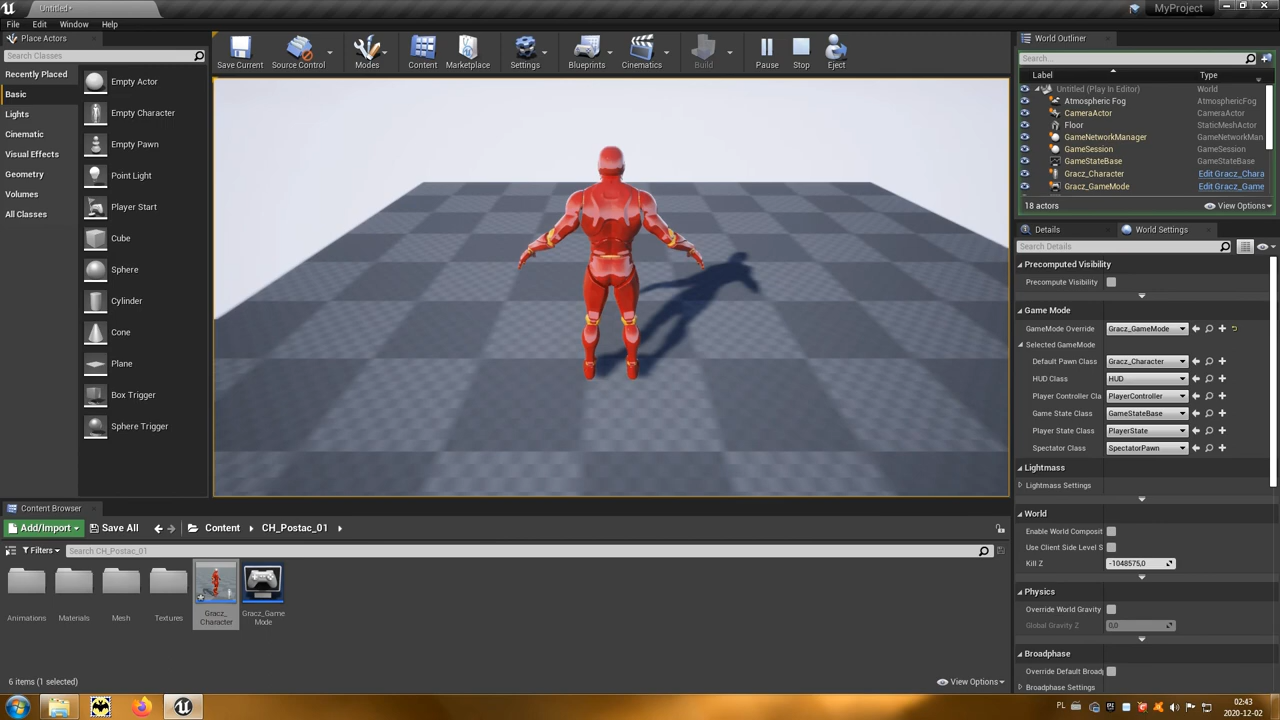 Untitled*
MyProject
File Edit Window Help
Place Actors
Search Classes
Recently Placed
Basic
Lights
Cinematic
Visual Effects
Geometry
Volumes
All Classes
Empty Actor
Empty Character
Empty Pawn
Point Light
Player Start
Cube
Sphere
Cylinder
Cone
Plane
Box Trigger
Sphere Trigger
Save Current
Source Control
Modes
Content
Marketplace
Settings
Blueprints
Cinematics
Build
Pause
Stop
Eject
World Outliner
Search...
Label Type
Untitled (Play In Editor) World
Atmospheric Fog AtmosphericFog
CameraActor CameraActor
Floor StaticMeshActor
GameNetworkManager GameNetworkMan
GameSession GameSession
GameStateBase GameStateBase
Gracz_Character Edit Gracz_Chara
Gracz_GameMode Edit Gracz_Game
18 actors View Options
Details World Settings
Search Details
Precomputed Visibility
Precompute Visibility
Game Mode
GameMode Override Gracz_GameMode
Selected GameMode
Default Pawn Class Gracz_Character
HUD Class HUD
Player Controller Cla PlayerController
Game State Class GameStateBase
Player State Class PlayerState
Spectator Class SpectatorPawn
Lightmass
Lightmass Settings
World
Enable World Composit
Use Client Side Level S
Kill Z -1048575,0
Physics
Override World Gravity
Global Gravity Z 0,0
Broadphase
Override Default Broad
Broadphase Settings
Content Browser
Add/Import Save All Content CH_Postac_01
Filters Search CH_Postac_01
Animations
Materials
Mesh
Textures
Gracz_
Character
Gracz_Game
Mode
6 items (1 selected) View Options
PL
02:43
2020-12-02